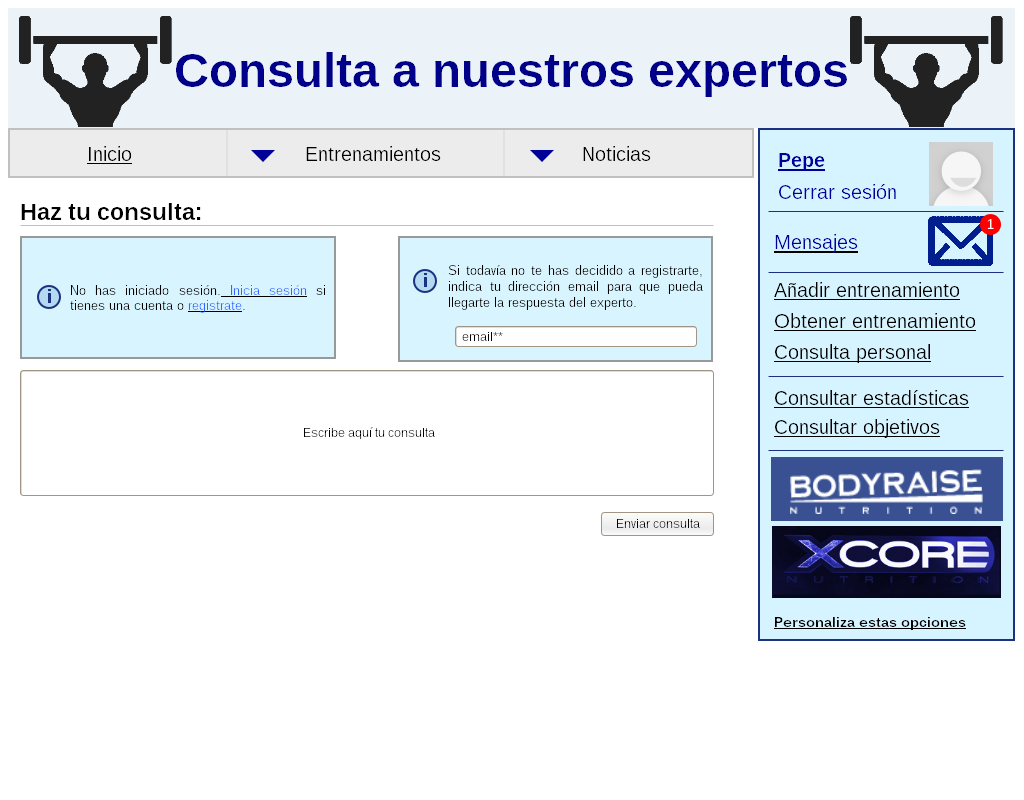 Consulta a nuestros expertos
Inicio
Entrenamientos
Noticias
Haz tu consulta:
No has iniciado sesión. Inicia sesión si
tienes una cuenta o registrate.
Si todavía no te has decidido a registrarte,
indica tu dirección email para que pueda
llegarte la respuesta del experto.
email**
Escribe aquí tu consulta
Enviar consulta
Pepe
Cerrar sesión
Mensajes
1
Añadir entrenamiento
Obtener entrenamiento
Consulta personal
Consultar estadísticas
Consultar objetivos
BODYRAISE
NUTRITION
XCORE
NUTRITION
Personaliza estas opciones